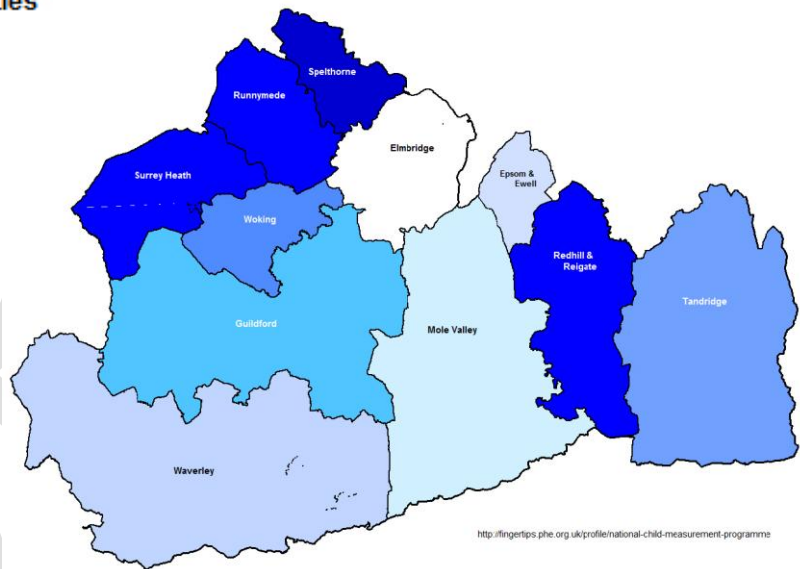 Spelthorne
Runnymede
Elmbridge
Surrey Heath
Epsom &
Ewell
Woking
Redhill &
Reigate
Tandridge
Guildford
Mole Valley
Waverley
http://fingertips.phe.org.uk/profile/national-child-measurement-programme